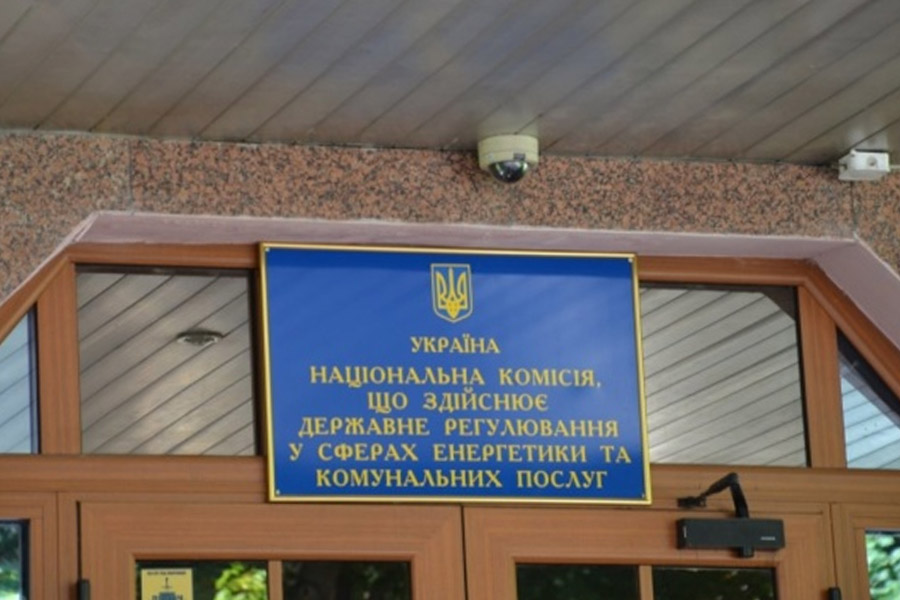 УКРАЇНА
НАЦІОНАЛЬНА КОМІСІЯ,
ЩО ЗДІЙСНЮЄ
ДЕРЖАВНЕ РЕГУЛЮВАННЯ
У СФЕРАХ ЕНЕРГЕТИКИ ТА
КОМУНАЛЬНИХ ПОСЛУГ